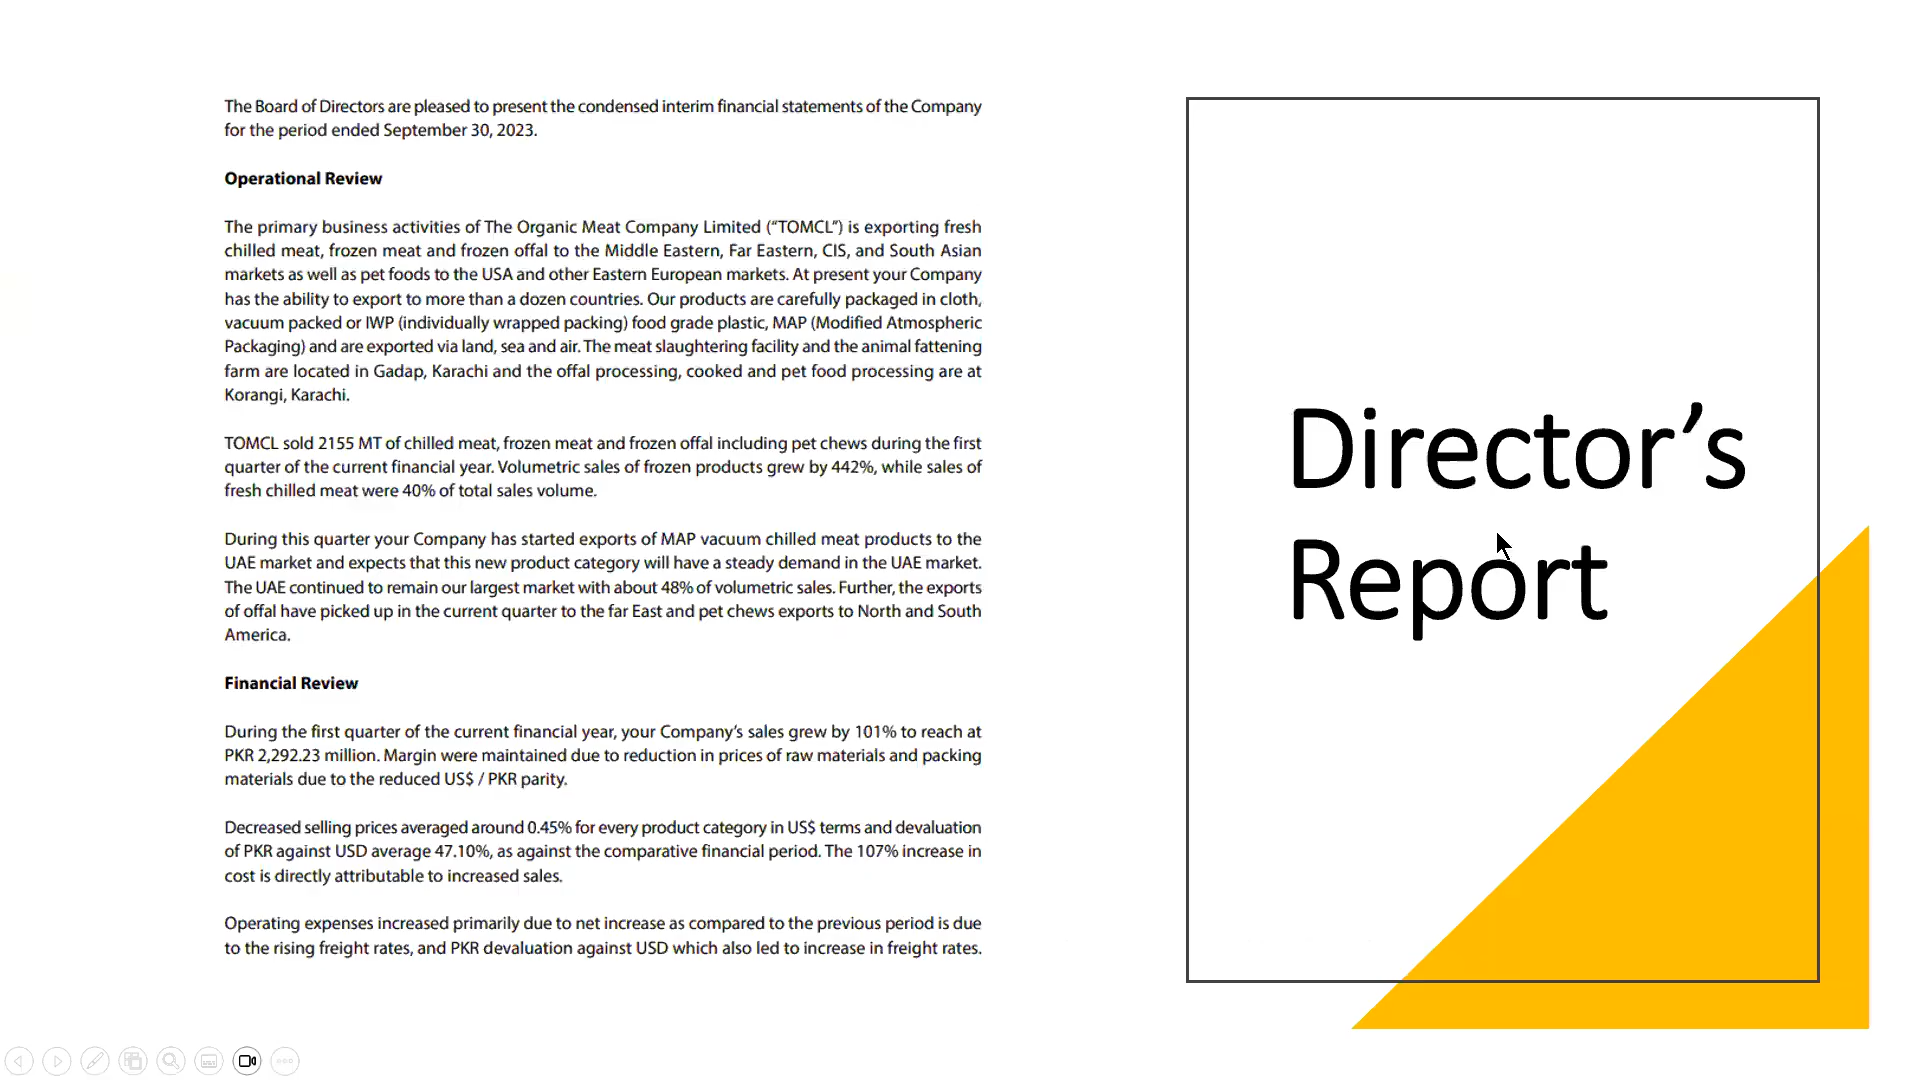 The Board of Directors are pleased to present the condensed interim financial statements of the Company
for the period ended September 30, 2023.
Operational Review
The primary business activities of The Organic Meat Company Limited (“TOMCL”) is exporting fresh
chilled meat, frozen meat and frozen offal to the Middle Eastern, Far Eastern, CIS, and South Asian
markets as well as pet foods to the USA and other Eastern European markets. At present your Company
has the ability to export to more than a dozen countries. Our products are carefully packaged in cloth,
vacuum packed or IWP (individually wrapped packing) food grade plastic, MAP (Modified Atmospheric
Packaging) and are exported via land, sea and air. The meat slaughtering facility and the animal fattening
farm are located in Gadap, Karachi and the offal processing, cooked and pet food processing are at
Korangi, Karachi.
TOMCL sold 2155 MT of chilled meat, frozen meat and frozen offal including pet chews during the first
quarter of the current financial year. Volumetric sales of frozen products grew by 442%, while sales of
fresh chilled meat were 40% of total sales volume.
During this quarter your Company has started exports of MAP vacuum chilled meat products to the
UAE market and expects that this new product category will have a steady demand in the UAE market.
The UAE continued to remain our largest market with about 48% of volumetric sales. Further, the exports
of offal have picked up in the current quarter to the far East and pet chews exports to North and South
America.
Financial Review
During the first quarter of the current financial year, your Company’s sales grew by 101% to reach at
PKR 2,292.23 million. Margin were maintained due to reduction in prices of raw materials and packing
materials due to the reduced US$ / PKR parity.
Decreased selling prices averaged around 0.45% for every product category in US$ terms and devaluation
of PKR against USD average 47.10%, as against the comparative financial period. The 107% increase in
cost is directly attributable to increased sales.
Operating expenses increased primarily due to net increase as compared to the previous period is due
to the rising freight rates, and PKR devaluation against USD which also led to increase in freight rates.
Director’s
Report